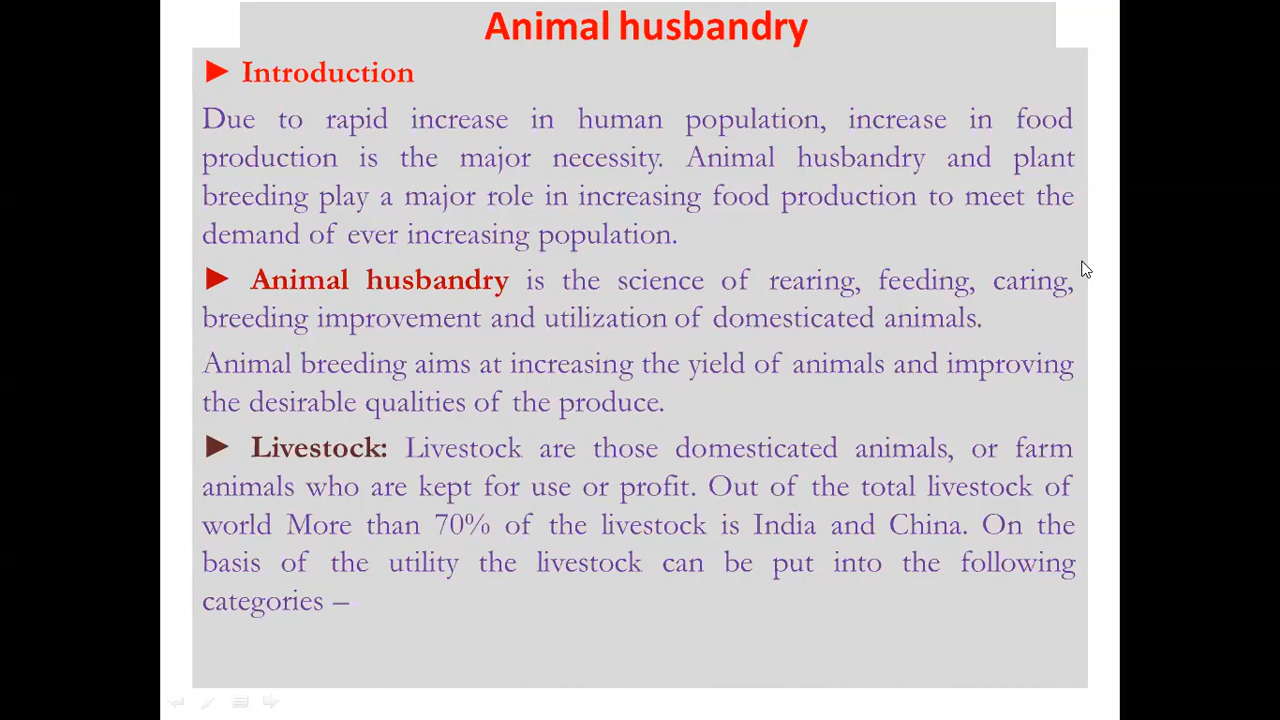 Animal husbandry
► Introduction
Due to rapid increase in human population, increase in food
production is the major necessity. Animal husbandry and plant
breeding play a major role in increasing food production to meet the
demand of ever increasing population.
► Animal husbandry is the science of rearing, feeding, caring,
breeding improvement and utilization of domesticated animals.
Animal breeding aims at increasing the yield of animals and improving
the desirable qualities of the produce.
► Livestock: Livestock are those domesticated animals, or farm
animals who are kept for use or profit. Out of the total livestock of
world More than 70% of the livestock is India and China. On the
basis of the utility the livestock can be put into the following
categories –